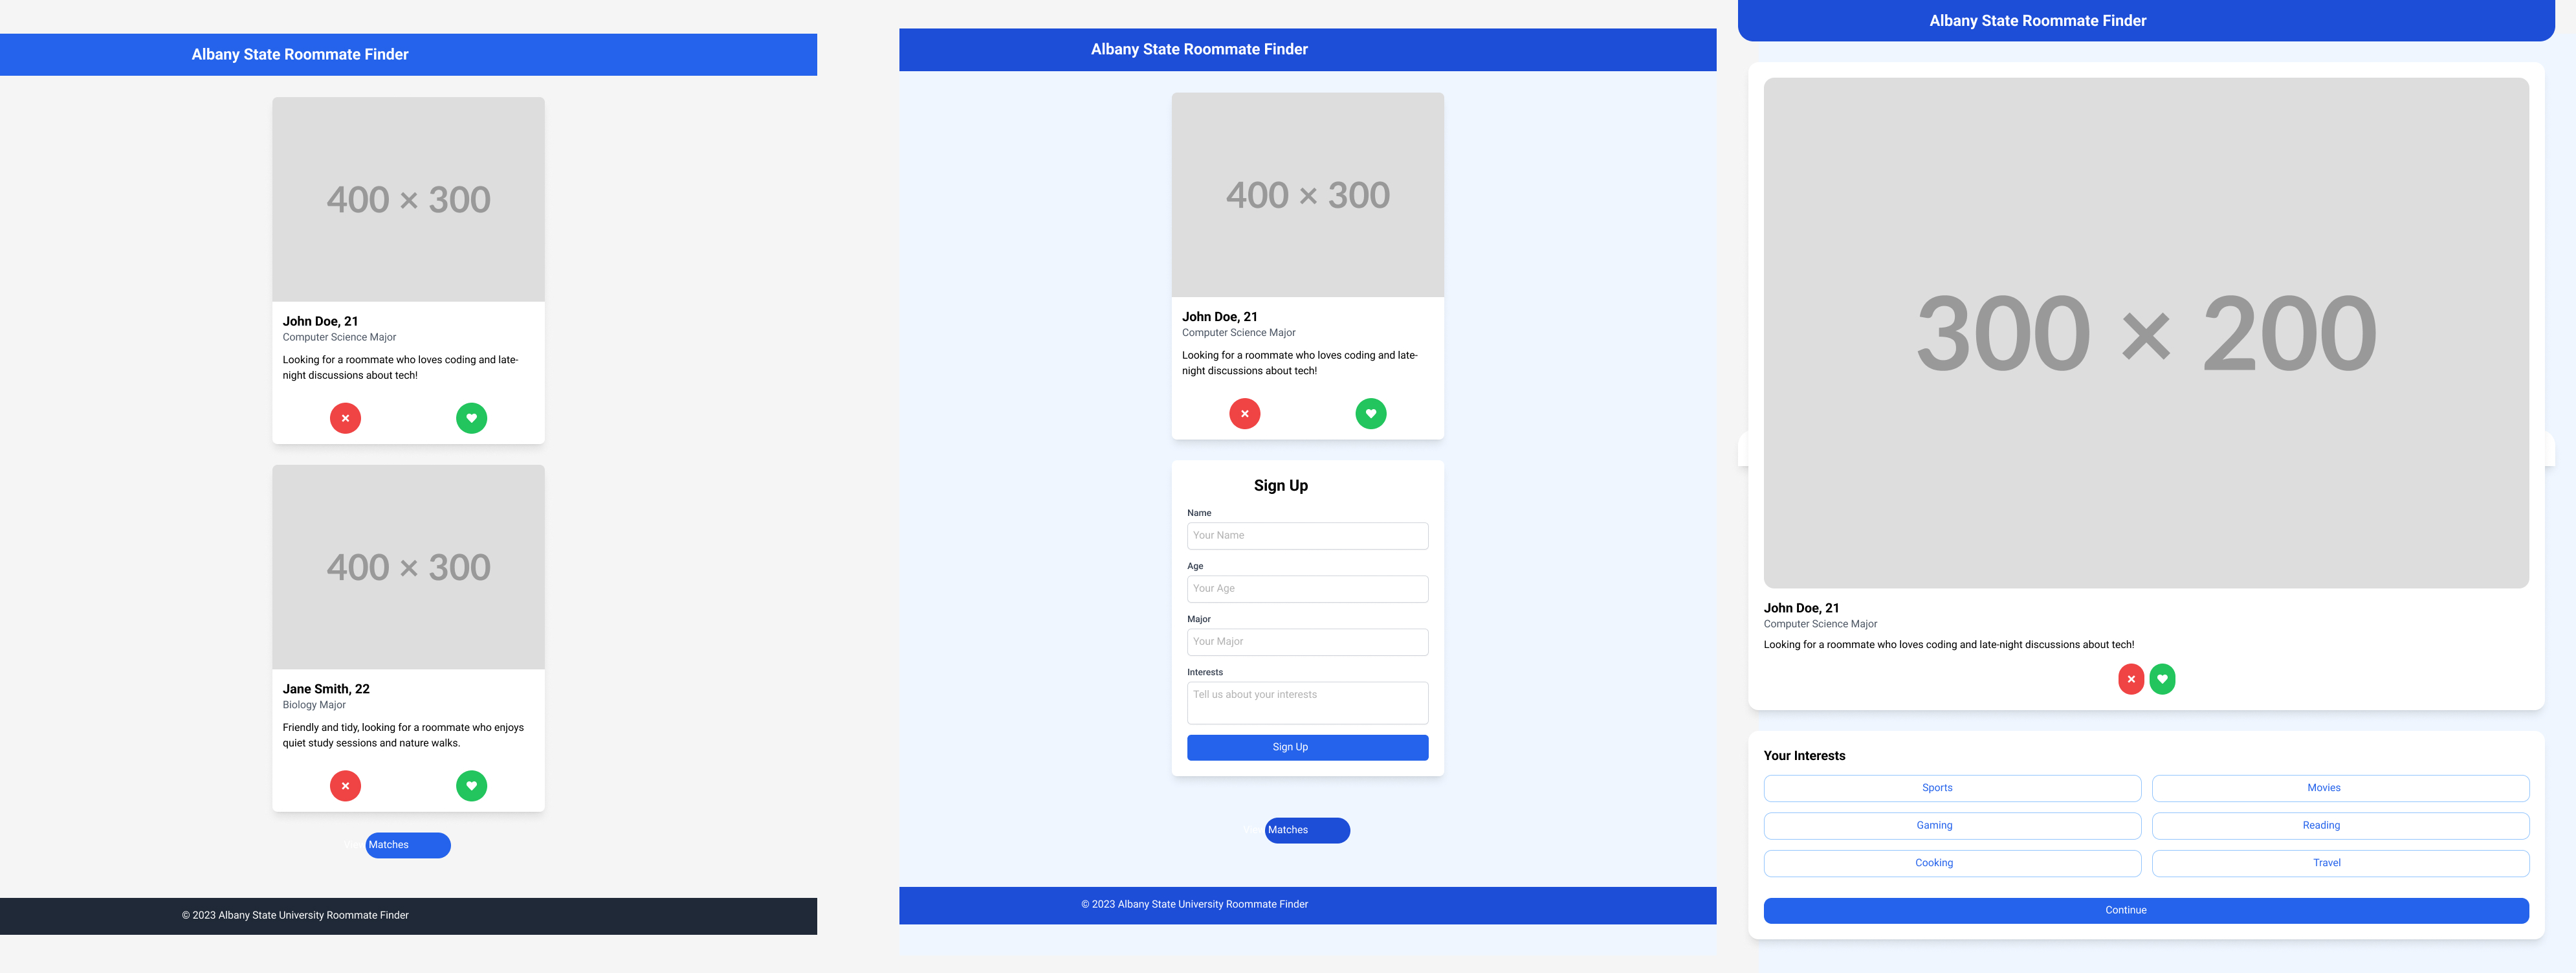 Albany State Roommate Finder
400 × 300
John Doe, 21
Computer Science Major
Looking for a roommate who loves coding and late-
night discussions about tech!
400 × 300
Jane Smith, 22
Biology Major
Friendly and tidy, looking for a roommate who enjoys
quiet study sessions and nature walks.
View Matches
© 2023 Albany State University Roommate Finder
Albany State Roommate Finder
400 × 300
John Doe, 21
Computer Science Major
Looking for a roommate who loves coding and late-
night discussions about tech!
Sign Up
Name
Your Name
Age
Your Age
Major
Your Major
Interests
Tell us about your interests
Sign Up
Matches
© 2023 Albany State University Roommate Finder
Albany State Roommate Finder
300 × 200
John Doe, 21
Computer Science Major
Looking for a roommate who loves coding and late-night discussions about tech!
Your Interests
Sports
Movies
Gaming
Reading
Cooking
Travel
Continue